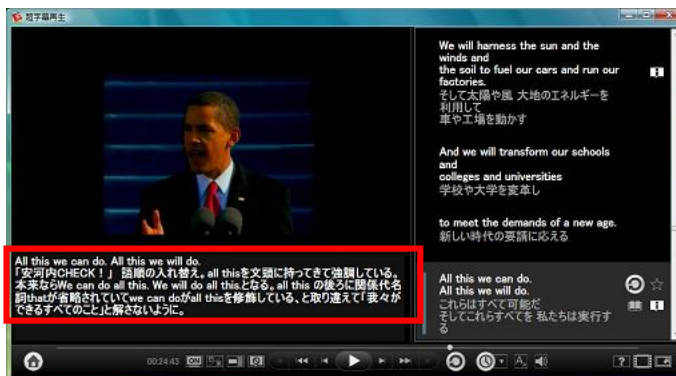 超字幕再生
We will harness the sun and the
winds and
the soil to fuel our cars and run our
factories.
そして太陽や風 大地のエネルギーを
利用して
車や工場を動かす
And we will transform our schools
and
colleges and universities
学校や大学を変革し
to meet the demands of a new age.
新しい時代の要請に応える
All this we can do.
All this we will do.
これらはすべて可能だ
そしてこれらすべてを 私たちは実行す
る
All this we can do. All this we will do.
「安河内CHECK！」 語順の入れ替え。all thisを文頭に持ってきて強調している。
本来ならWe can do all this. We will do all this.となる。all this の後ろに関係代名
詞thatが省略されていてwe can doがall thisを修飾している、と取り違えて「我々が
できるすべてのこと」と解さないように。
00:24:43 ON
?